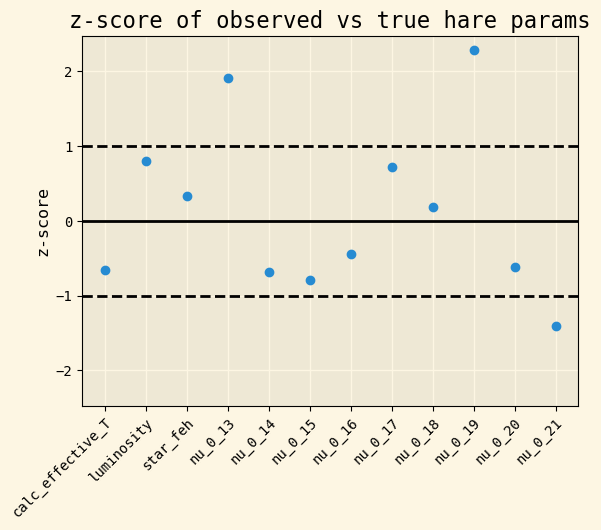 z-score of observed vs true hare params
z-score
2
1
0
−1
−2
calc_effective_T
luminosity
star_feh
nu_0_13
nu_0_14
nu_0_15
nu_0_16
nu_0_17
nu_0_18
nu_0_19
nu_0_20
nu_0_21